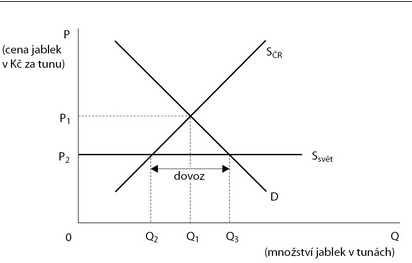 P
(cena jablek
v Kč za tunu)
SČR
P1
P2
Ssvět
dovoz
D
0
Q2
Q1
Q3
Q
(množství jablek v tunách)